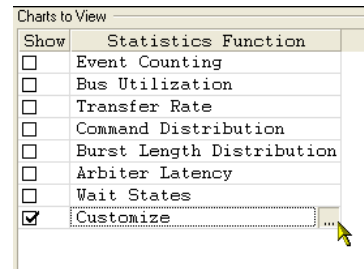 Charts to View
Show Statistics Function
Event Counting
Bus Utilization
Transfer Rate
Command Distribution
Burst Length Distribution
Arbiter Latency
Wait States
Customize ...